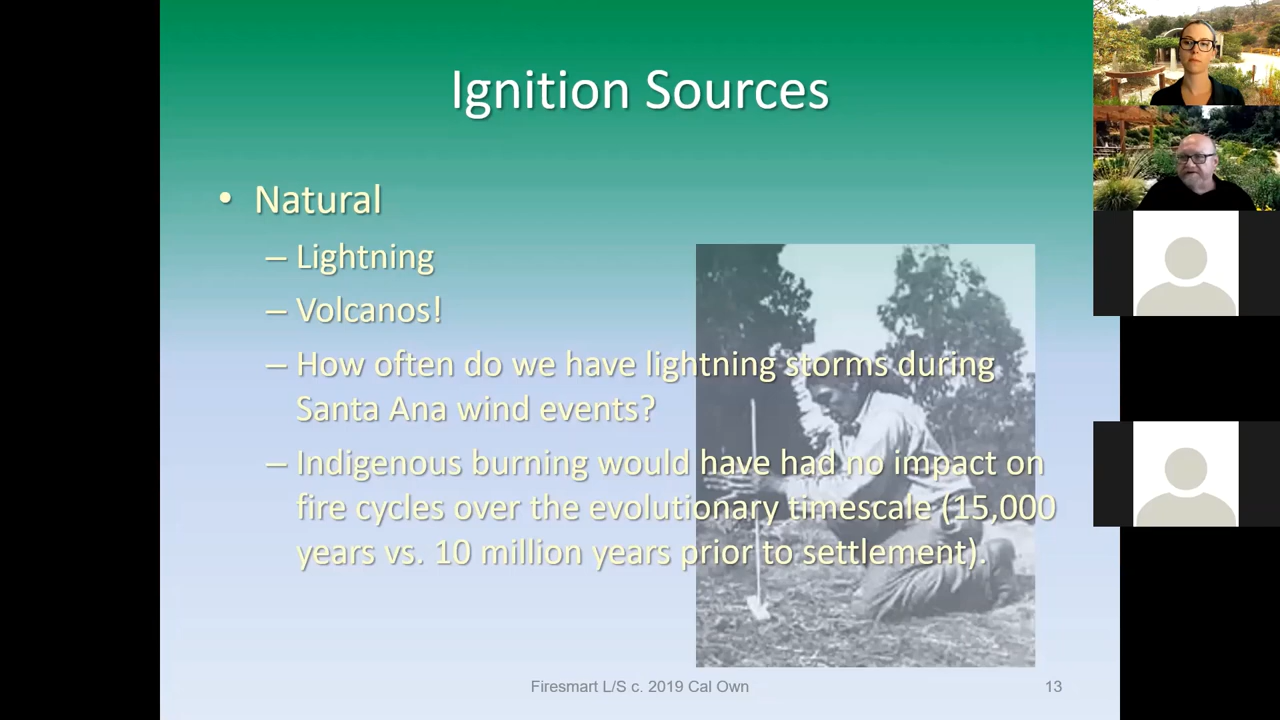 Ignition Sources
• Natural
– Lightning
– Volcanos!
– How often do we have lightning storms during
Santa Ana wind events?
– Indigenous burning would have had no impact on
fire cycles over the evolutionary timescale (15,000
years vs. 10 million years prior to settlement).
Firesmart L/S c. 2019 Cal Own
13